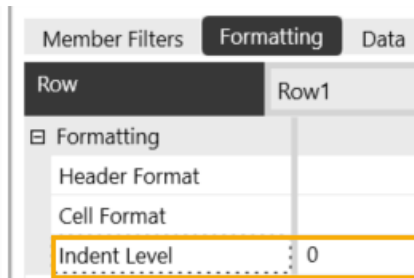 Member Filters Formatting Data
Row Row1
Formatting
Header Format
Cell Format
Indent Level 0